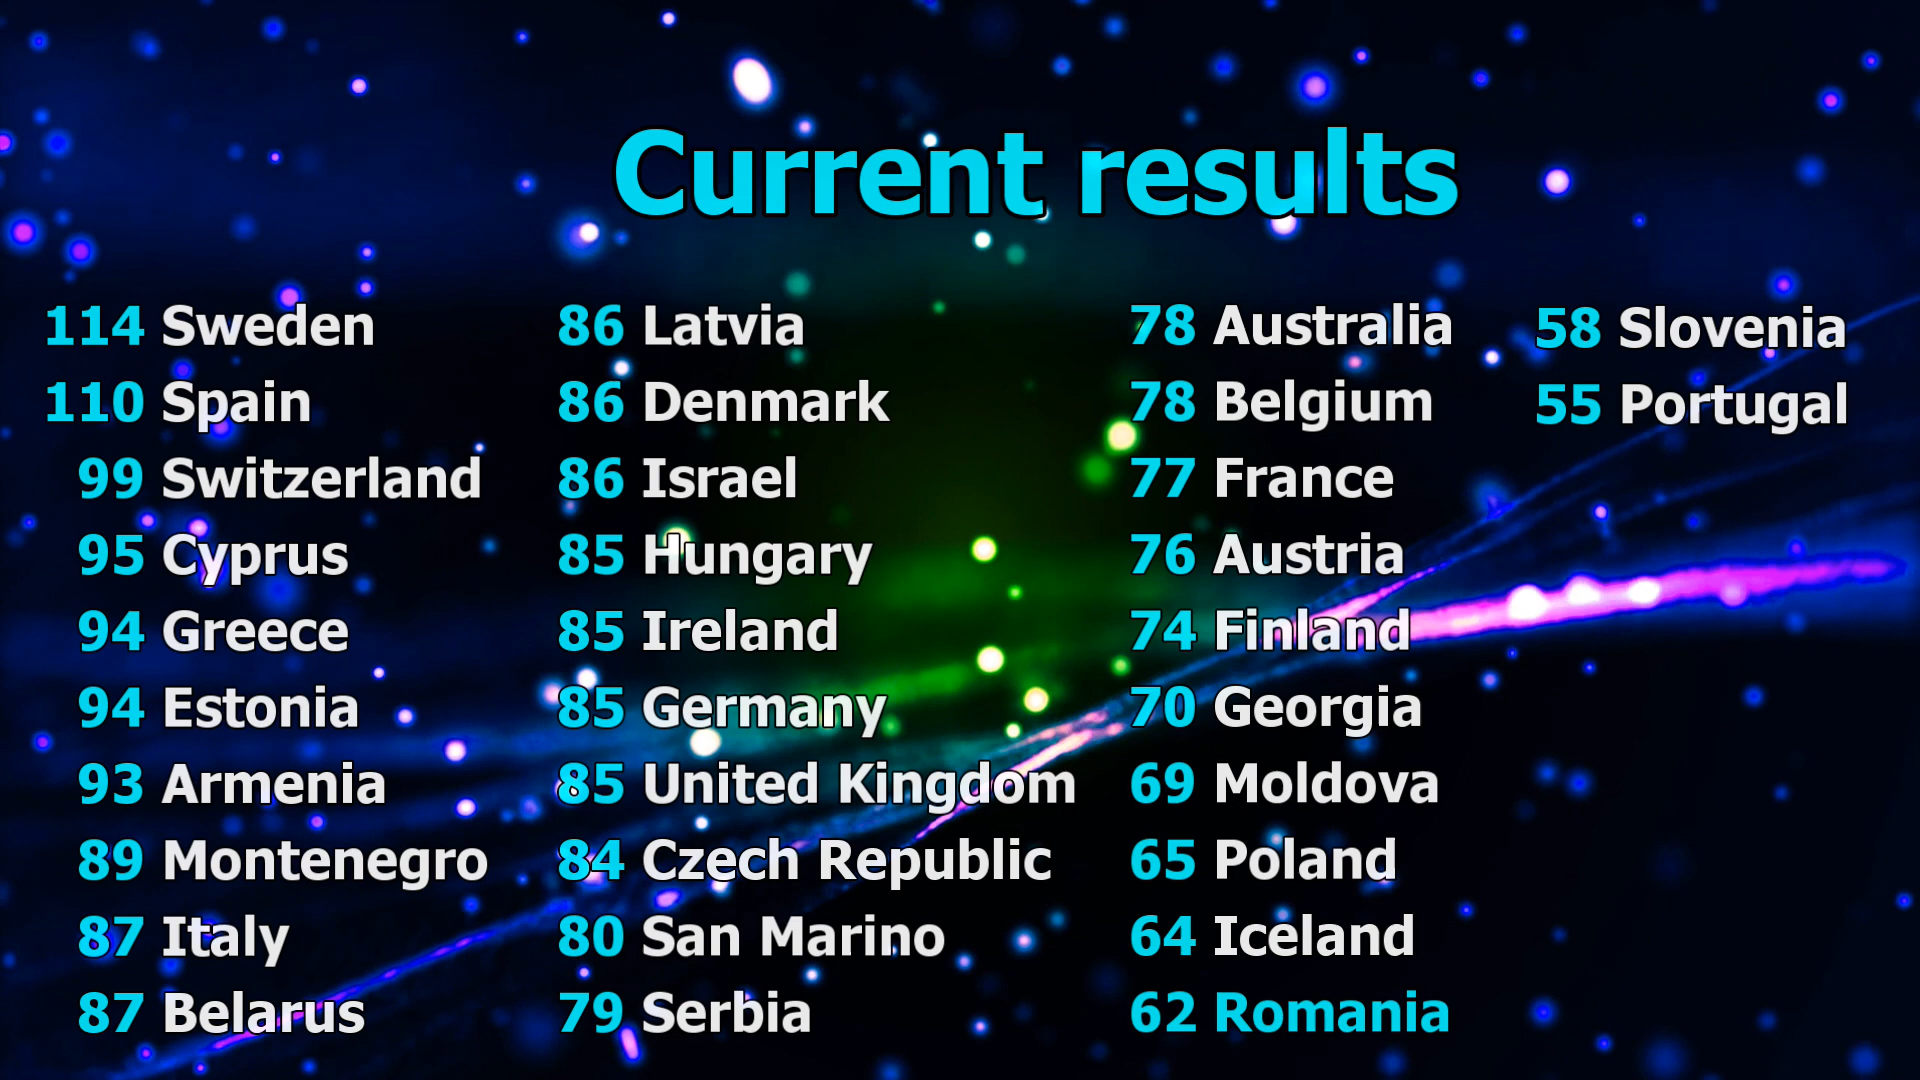 Current results
114 Sweden
110 Spain
99 Switzerland
95 Cyprus
94 Greece
94 Estonia
93 Armenia
89 Montenegro
87 Italy
87 Belarus
86 Latvia
86 Denmark
86 Israel
85 Hungary
85 Ireland
85 Germany
85 United Kingdom
84 Czech Republic
80 San Marino
79 Serbia
78 Australia
78 Belgium
77 France
76 Austria
74 Finland
70 Georgia
69 Moldova
65 Poland
64 Iceland
62 Romania
58 Slovenia
55 Portugal